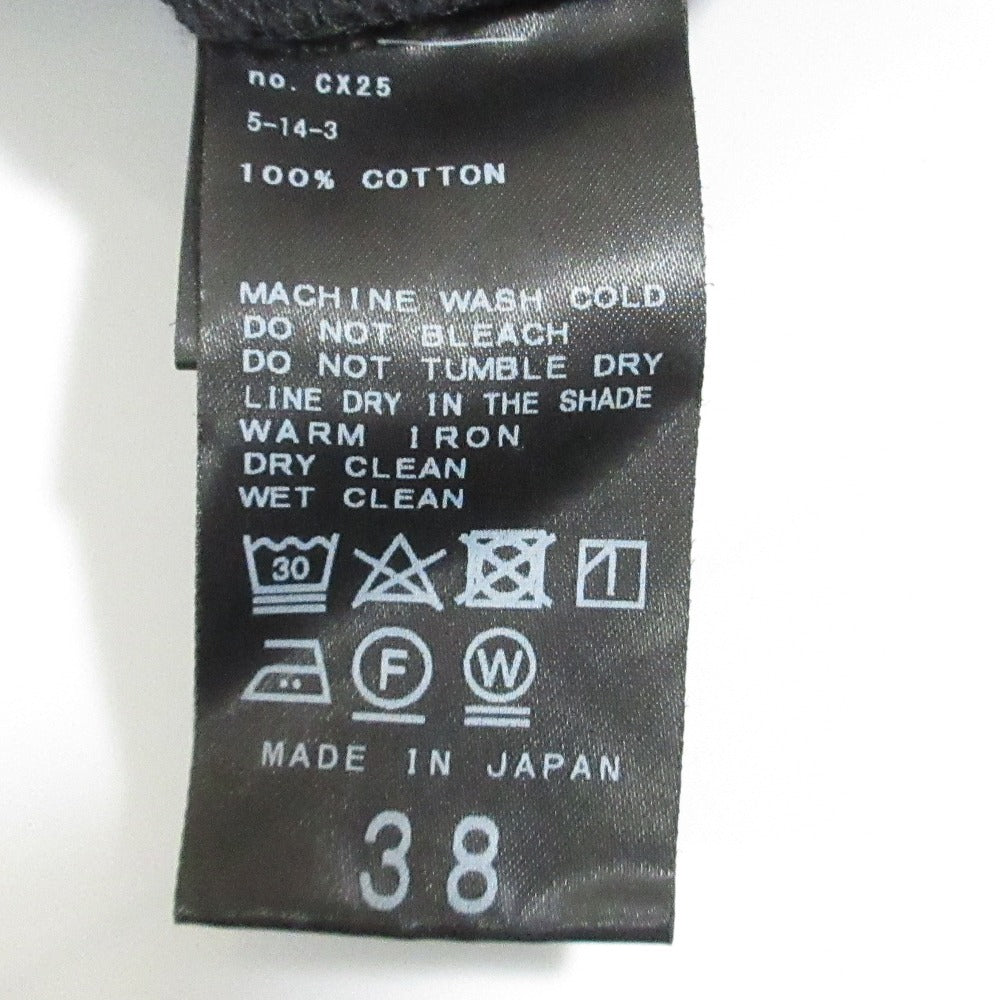 no. CX25
5-14-3
100% COTTON
MACHINE WASH COLD
DO NOT BLEACH
DO NOT TUMBLE DRY
LINE DRY IN THE SHADE
WARM IRON
DRY CLEAN
WET CLEAN
30
F W
MADE IN JAPAN
38